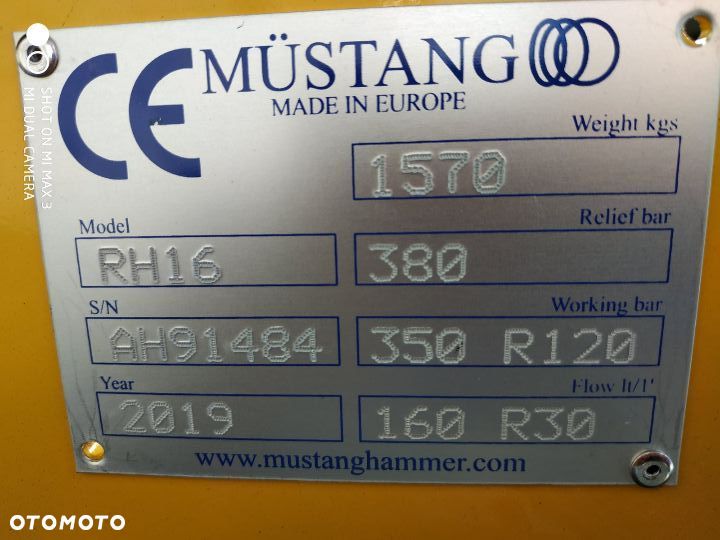 CE MÜSTANG
MADE IN EUROPE
Weight kgs
1570
Model
RH16
Relief bar
380
S/N
AH91484
Working bar
350 R120
Year
2019
Flow lt/1'
160 R30
www.mustanghammer.com
SHOT ON MI MAX 3
MI DUAL CAMERA
OTOMOTO